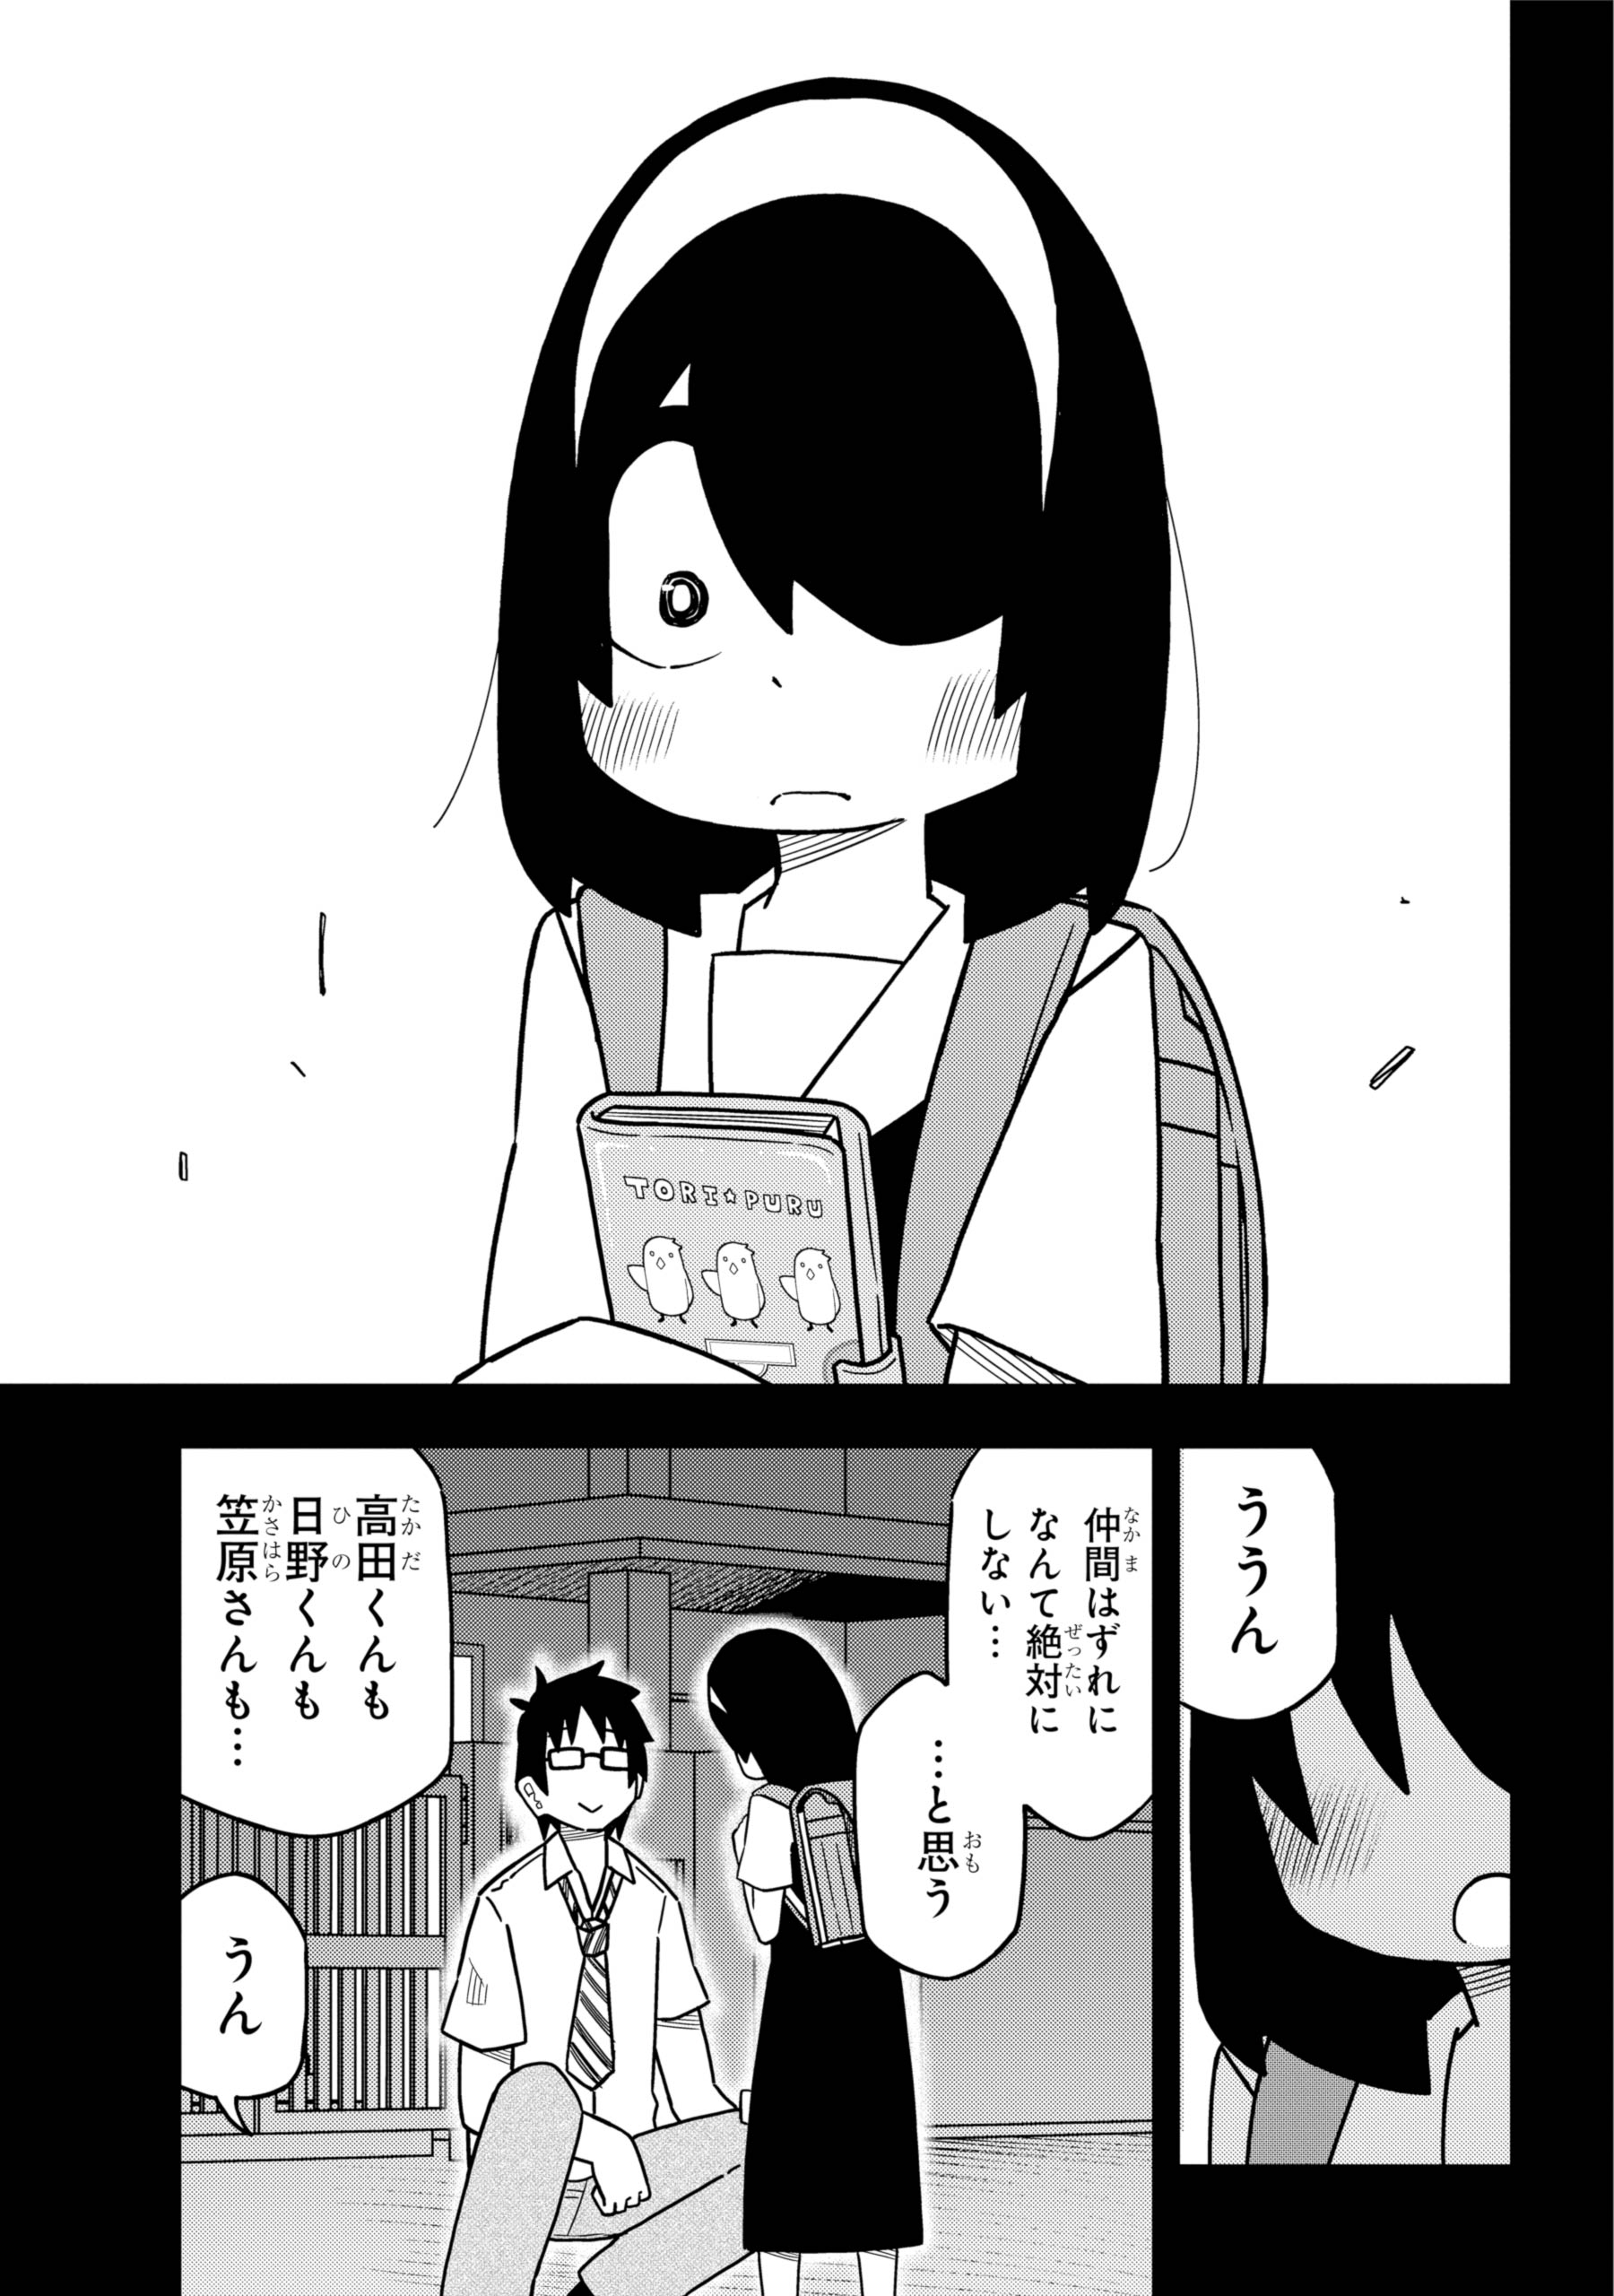 TORI★PURU
ううん
仲間はずれに
なんて絶対に
しない…
…と思う
高田くんも
日野くんも
笠原さんも…
うん